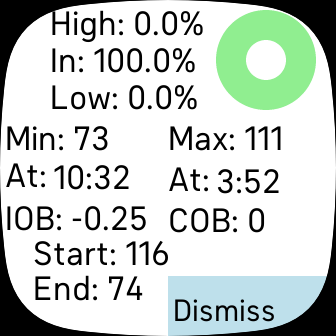 High: 0.0%
In: 100.0%
Low: 0.0%
Min: 73 Max: 111
At: 10:32 At: 3:52
IOB: -0.25 COB: 0
Start: 116
End: 74
Dismiss